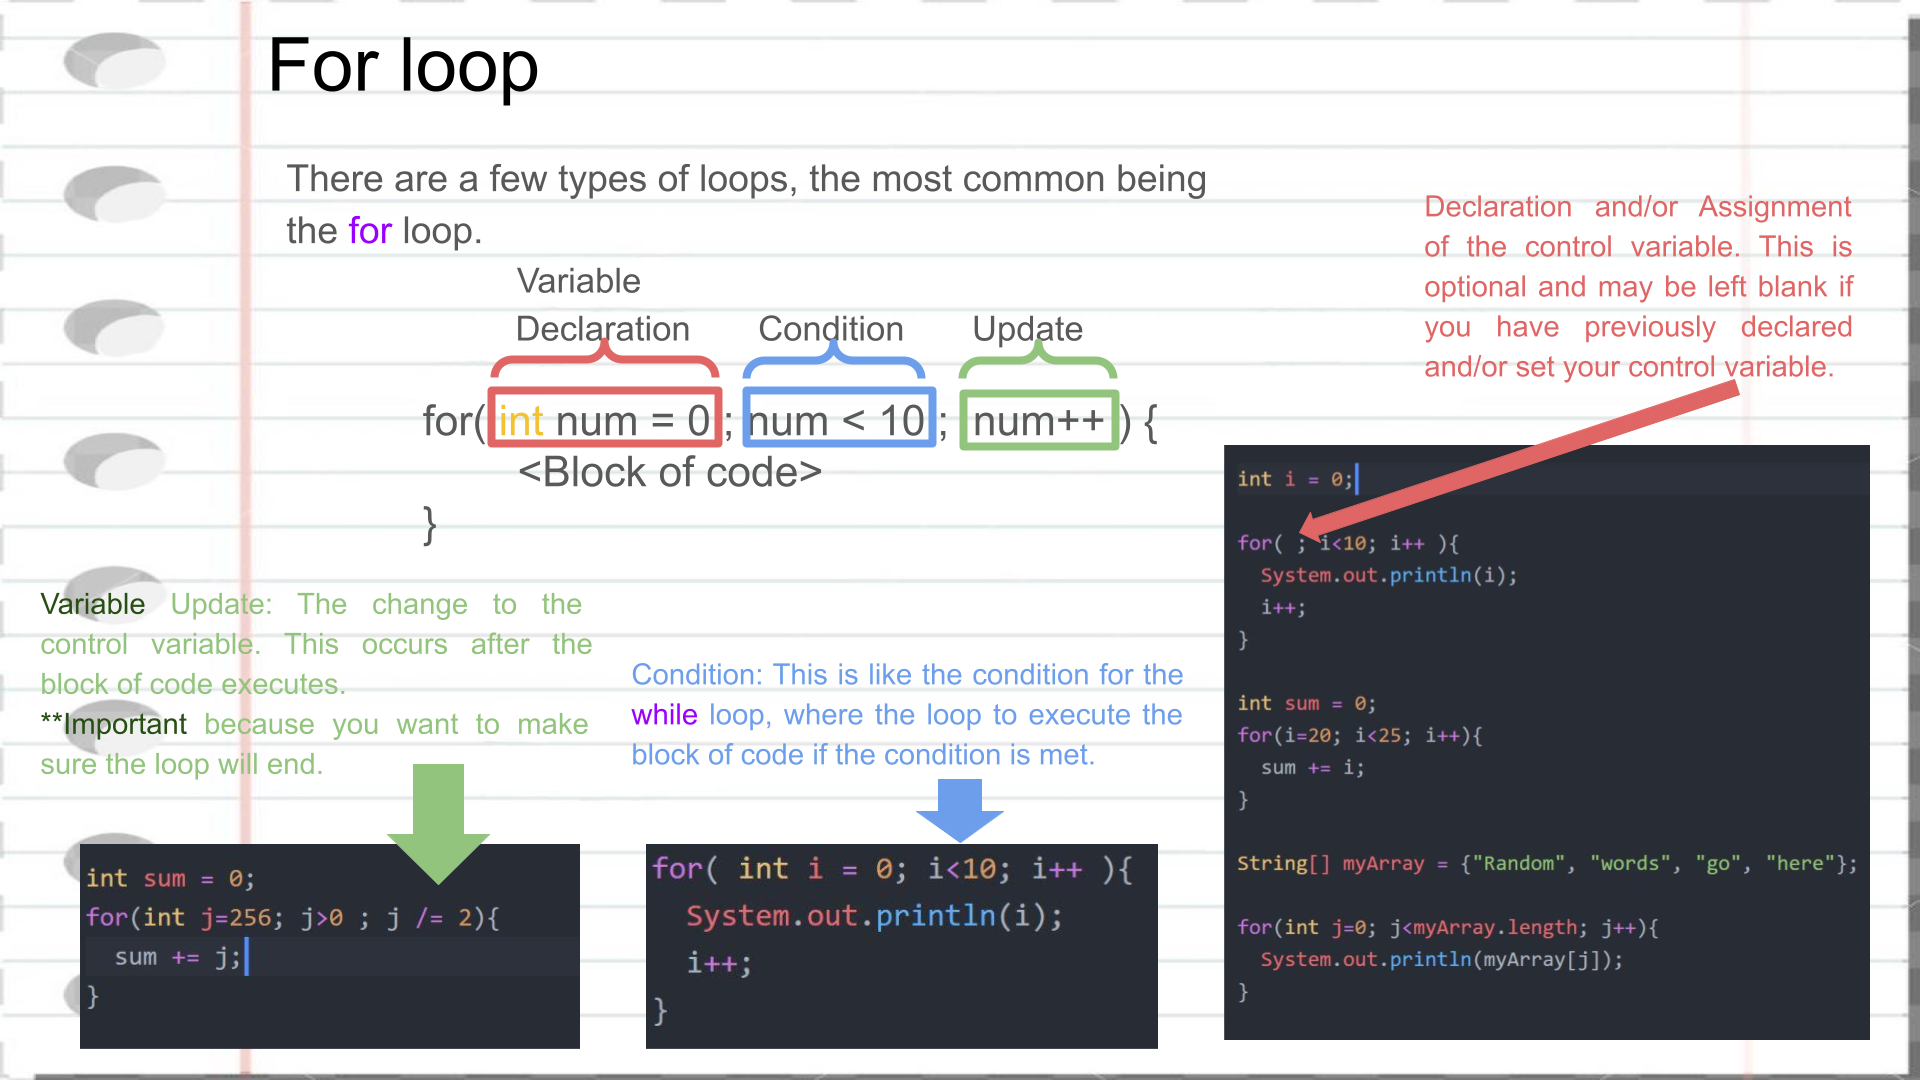 For loop
There are a few types of loops, the most common being
the for loop.
Variable
Declaration Condition Update
for( int num = 0 ; num < 10 ; num++ ) {
<Block of code>
}
Declaration and/or Assignment
of the control variable. This is
optional and may be left blank if
you have previously declared
and/or set your control variable.
Variable Update: The change to the
control variable. This occurs after the
block of code executes.
**Important because you want to make
sure the loop will end.
Condition: This is like the condition for the
while loop, where the loop to execute the
block of code if the condition is met.
int sum = 0;
for(int j=256; j>0 ; j /= 2){
sum += j;
}
for( int i = 0; i<10; i++ ){
System.out.println(i);
i++;
}
int i = 0;
for( ; i<10; i++ ){
System.out.println(i);
i++;
}
int sum = 0;
for(i=20; i<25; i++){
sum += i;
}
String[] myArray = {"Random", "words", "go", "here"};
for(int j=0; j<myArray.length; j++){
System.out.println(myArray[j]);
}